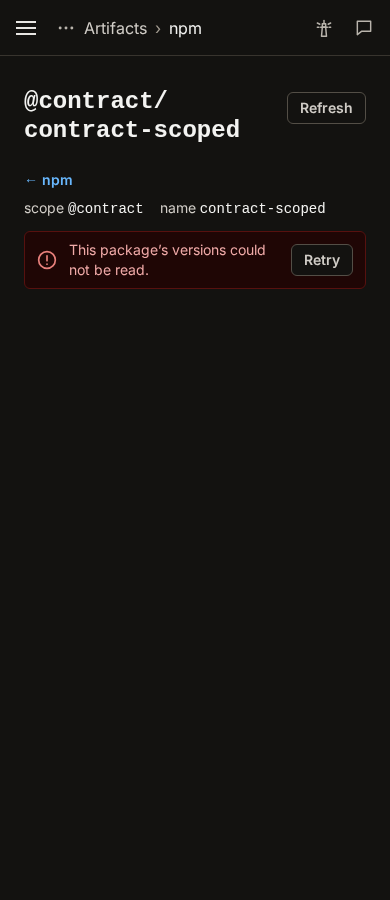 ··· Artifacts › npm
@contract/
contract-scoped
Refresh
← npm
scope @contract name contract-scoped
This package’s versions could
not be read.
Retry